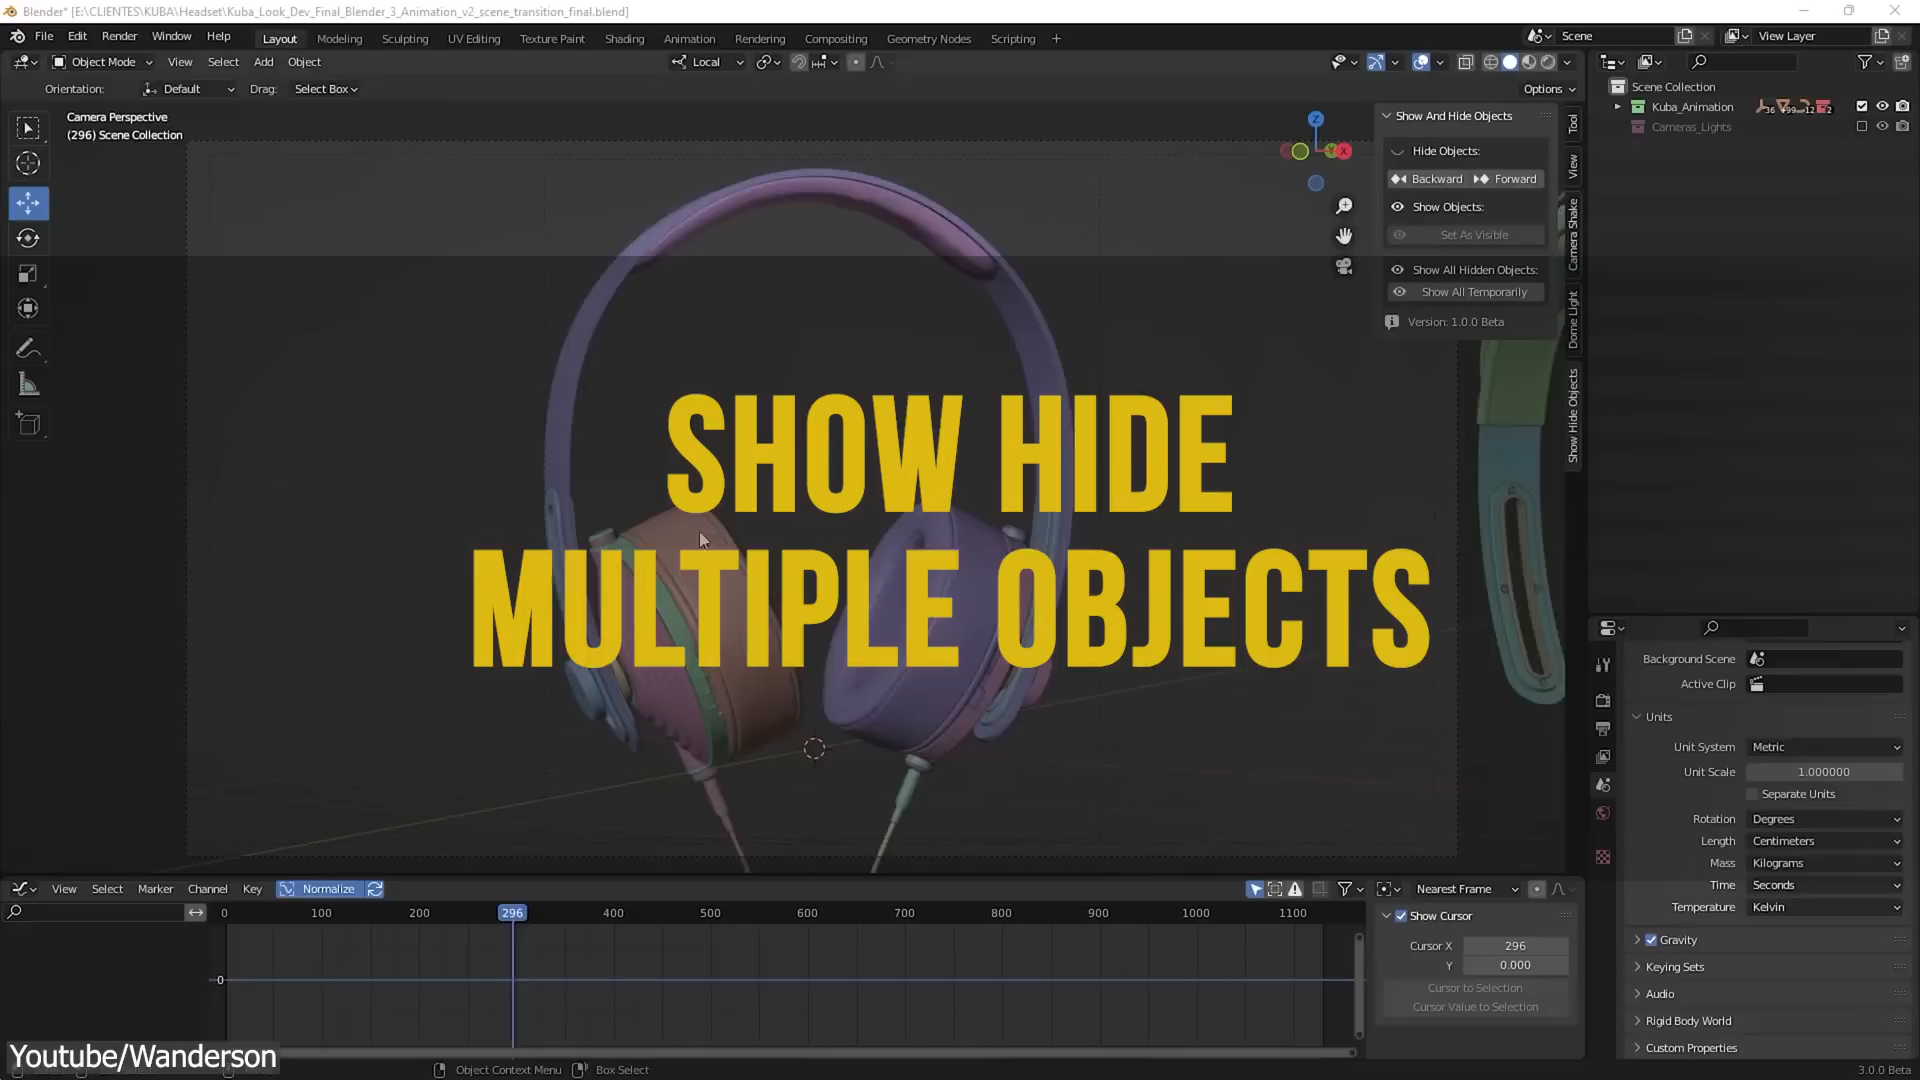 Blender* [E:\CLIENTES\KUBA\Headset\Kuba_Look_Dev_Final_Blender_3_Animation_v2_scene_transition_final.blend]
File Edit Render Window Help Layout Modeling Sculpting UV Editing Texture Paint Shading Animation Rendering Compositing Geometry Nodes Scripting + Scene View Layer
Object Mode View Select Add Object Local
Orientation: Default Drag: Select Box Options
Camera Perspective
(296) Scene Collection
Z
Y
X
Show And Hide Objects
Hide Objects:
Backward Forward
Show Objects:
Set As Visible
Show All Hidden Objects:
Show All Temporarily
Version: 1.0.0 Beta
Tool
View
Camera Shake
Dome Light
Show Hide Objects
Scene Collection
Kuba_Animation 36 +99 12 2
Cameras_Lights
SHOW HIDE
MULTIPLE OBJECTS
Background Scene
Active Clip
Units
Unit System Metric
Unit Scale 1.000000
Separate Units
Rotation Degrees
Length Centimeters
Mass Kilograms
Time Seconds
Temperature Kelvin
Gravity
Keying Sets
Audio
Rigid Body World
Custom Properties
View Select Marker Channel Key Normalize Nearest Frame
0 100 200 296 400 500 600 700 800 900 1000 1100
0
Show Cursor
Cursor X 296
Y 0.000
Cursor to Selection
Cursor Value to Selection
Youtube/Wanderson
Object Context Menu Box Select
3.0.0 Beta